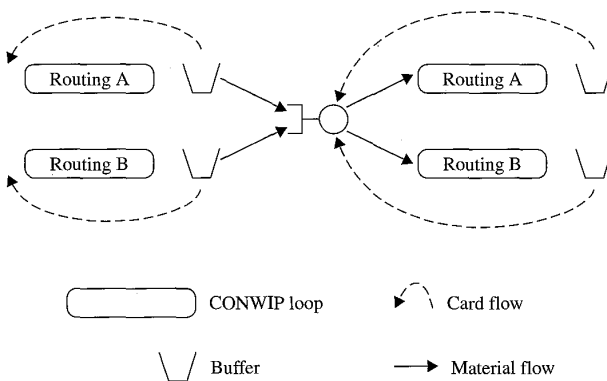 Routing A
Routing A
Routing B
Routing B
CONWIP loop
Card flow
Buffer
Material flow